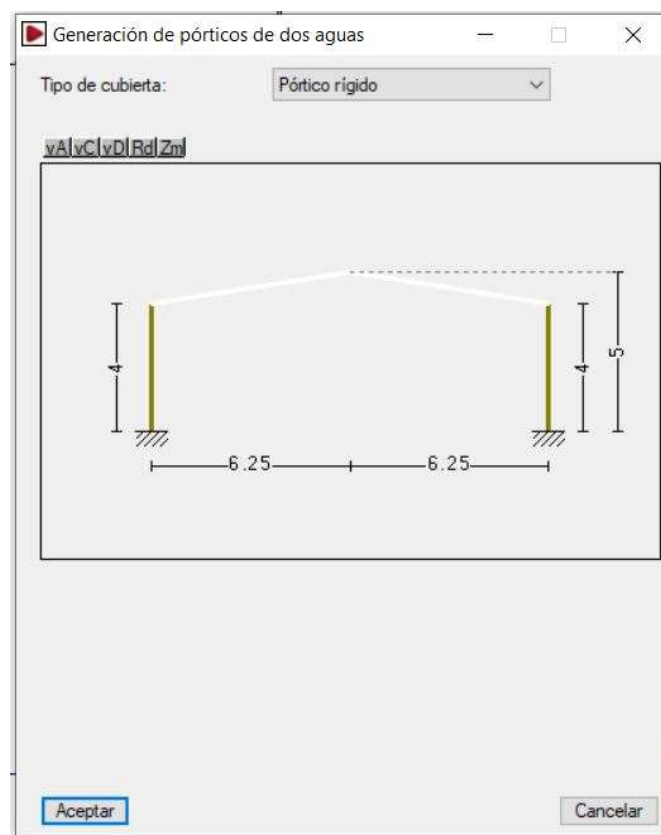 Generación de pórticos de dos aguas
Tipo de cubierta: Pórtico rígido
vA vC vD Rd Zm
4 4 5
6.25 6.25
Aceptar Cancelar